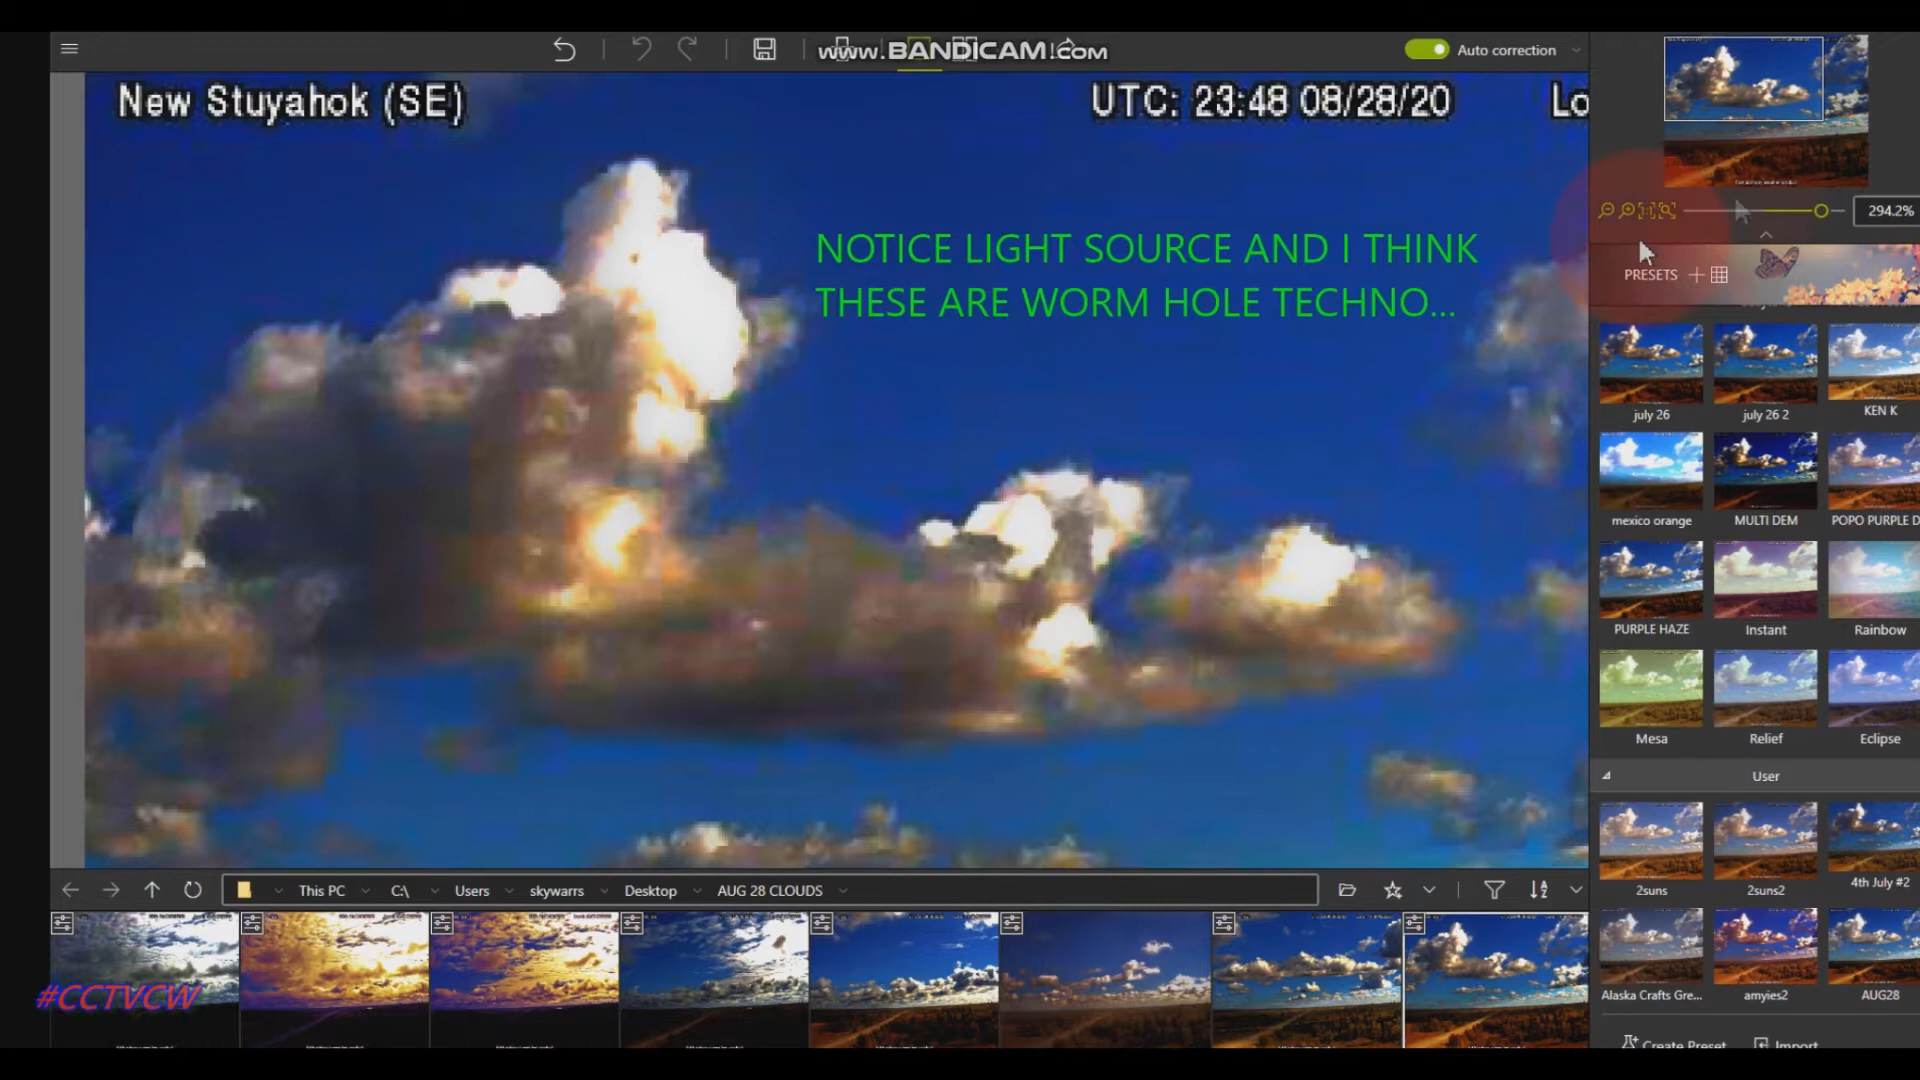 www.BANDICAM.com
Auto correction
New Stuyahok (SE)
UTC: 23:48 08/28/20
Lo
NOTICE LIGHT SOURCE AND I THINK
THESE ARE WORM HOLE TECHNO...
294.2%
PRESETS
july 26
july 26 2
KEN K
mexico orange
MULTI DEM
POPO PURPLE D
PURPLE HAZE
Instant
Rainbow
Mesa
Relief
Eclipse
User
2suns
2suns2
4th July #2
Alaska Crafts Gre...
amyies2
AUG28
Create Preset
Import
This PC
C:\
Users
skywarrs
Desktop
AUG 28 CLOUDS
#CCTVCW